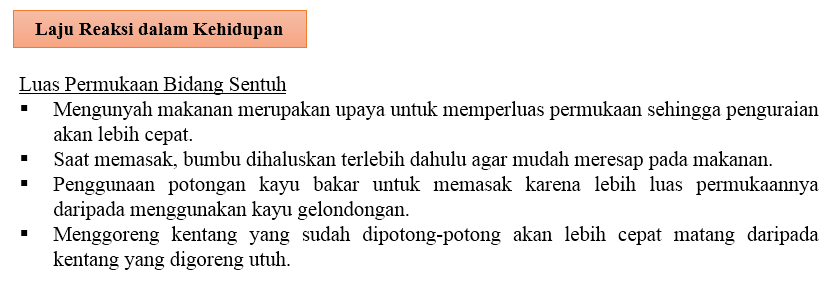 Laju Reaksi dalam Kehidupan
Luas Permukaan Bidang Sentuh
▪ Mengunyah makanan merupakan upaya untuk memperluas permukaan sehingga penguraian
akan lebih cepat.
▪ Saat memasak, bumbu dihaluskan terlebih dahulu agar mudah meresap pada makanan.
▪ Penggunaan potongan kayu bakar untuk memasak karena lebih luas permukaannya
daripada menggunakan kayu gelondongan.
▪ Menggoreng kentang yang sudah dipotong-potong akan lebih cepat matang daripada
kentang yang digoreng utuh.